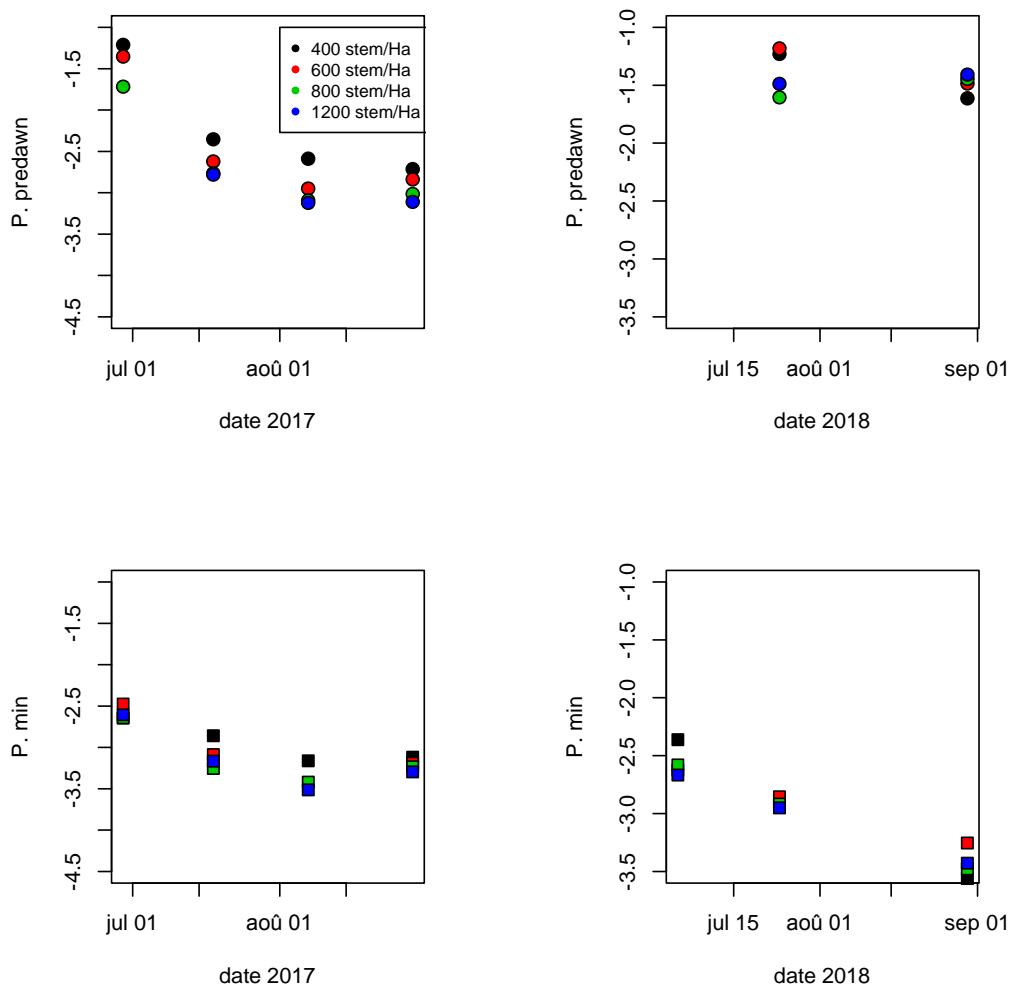 P. predawn
-1.5
-2.5
-3.5
-4.5
400 stem/Ha
600 stem/Ha
800 stem/Ha
1200 stem/Ha
jul 01
aoû 01
date 2017
P. predawn
-1.0
-1.5
-2.0
-2.5
-3.0
-3.5
jul 15
aoû 01
sep 01
date 2018
P. min
-1.5
-2.5
-3.5
-4.5
jul 01
aoû 01
date 2017
P. min
-1.0
-1.5
-2.0
-2.5
-3.0
-3.5
jul 15
aoû 01
sep 01
date 2018